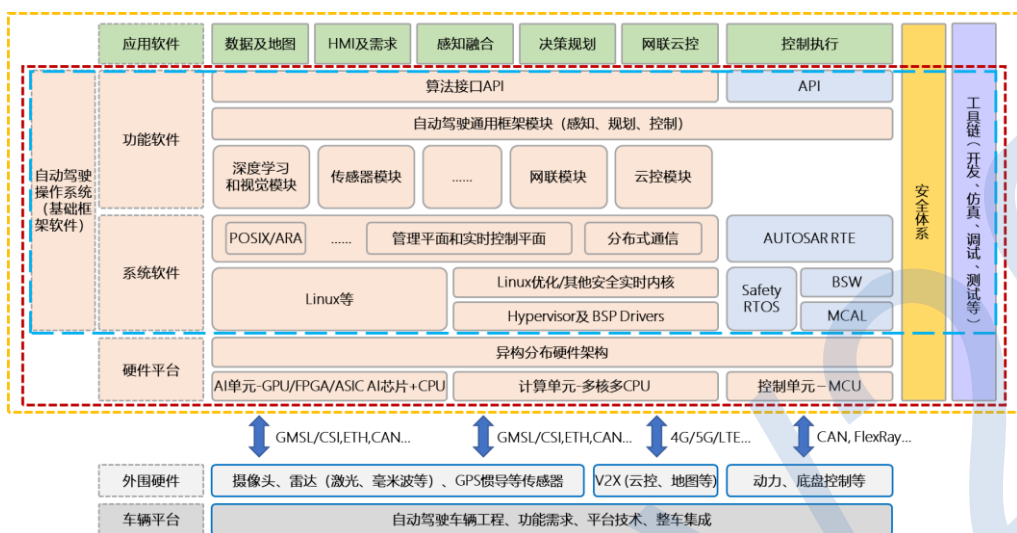 应用软件
数据及地图
HMI及需求
感知融合
决策规划
网联云控
控制执行
自动驾驶
操作系统
(基础框
架软件)
功能软件
算法接口API
API
自动驾驶通用框架模块(感知、规划、控制)
深度学习
和视觉模块
传感器模块
......
网联模块
云控模块
系统软件
POSIX/ARA
......
管理平面和实时控制平面
分布式通信
AUTOSAR RTE
Linux等
Linux优化/其他安全实时内核
Hypervisor及 BSP Drivers
Safety
RTOS
BSW
MCAL
硬件平台
异构分布硬件架构
AI单元-GPU/FPGA/ASIC AI芯片+CPU
计算单元-多核多CPU
控制单元－MCU
安全体系
工具链(开发、仿真、调试、测试等)
GMSL/CSI,ETH,CAN...
GMSL/CSI,ETH,CAN...
4G/5G/LTE...
CAN, FlexRay...
外围硬件
摄像头、雷达（激光、毫米波等）、GPS惯导等传感器
V2X (云控、地图等)
动力、底盘控制等
车辆平台
自动驾驶车辆工程、功能需求、平台技术、整车集成